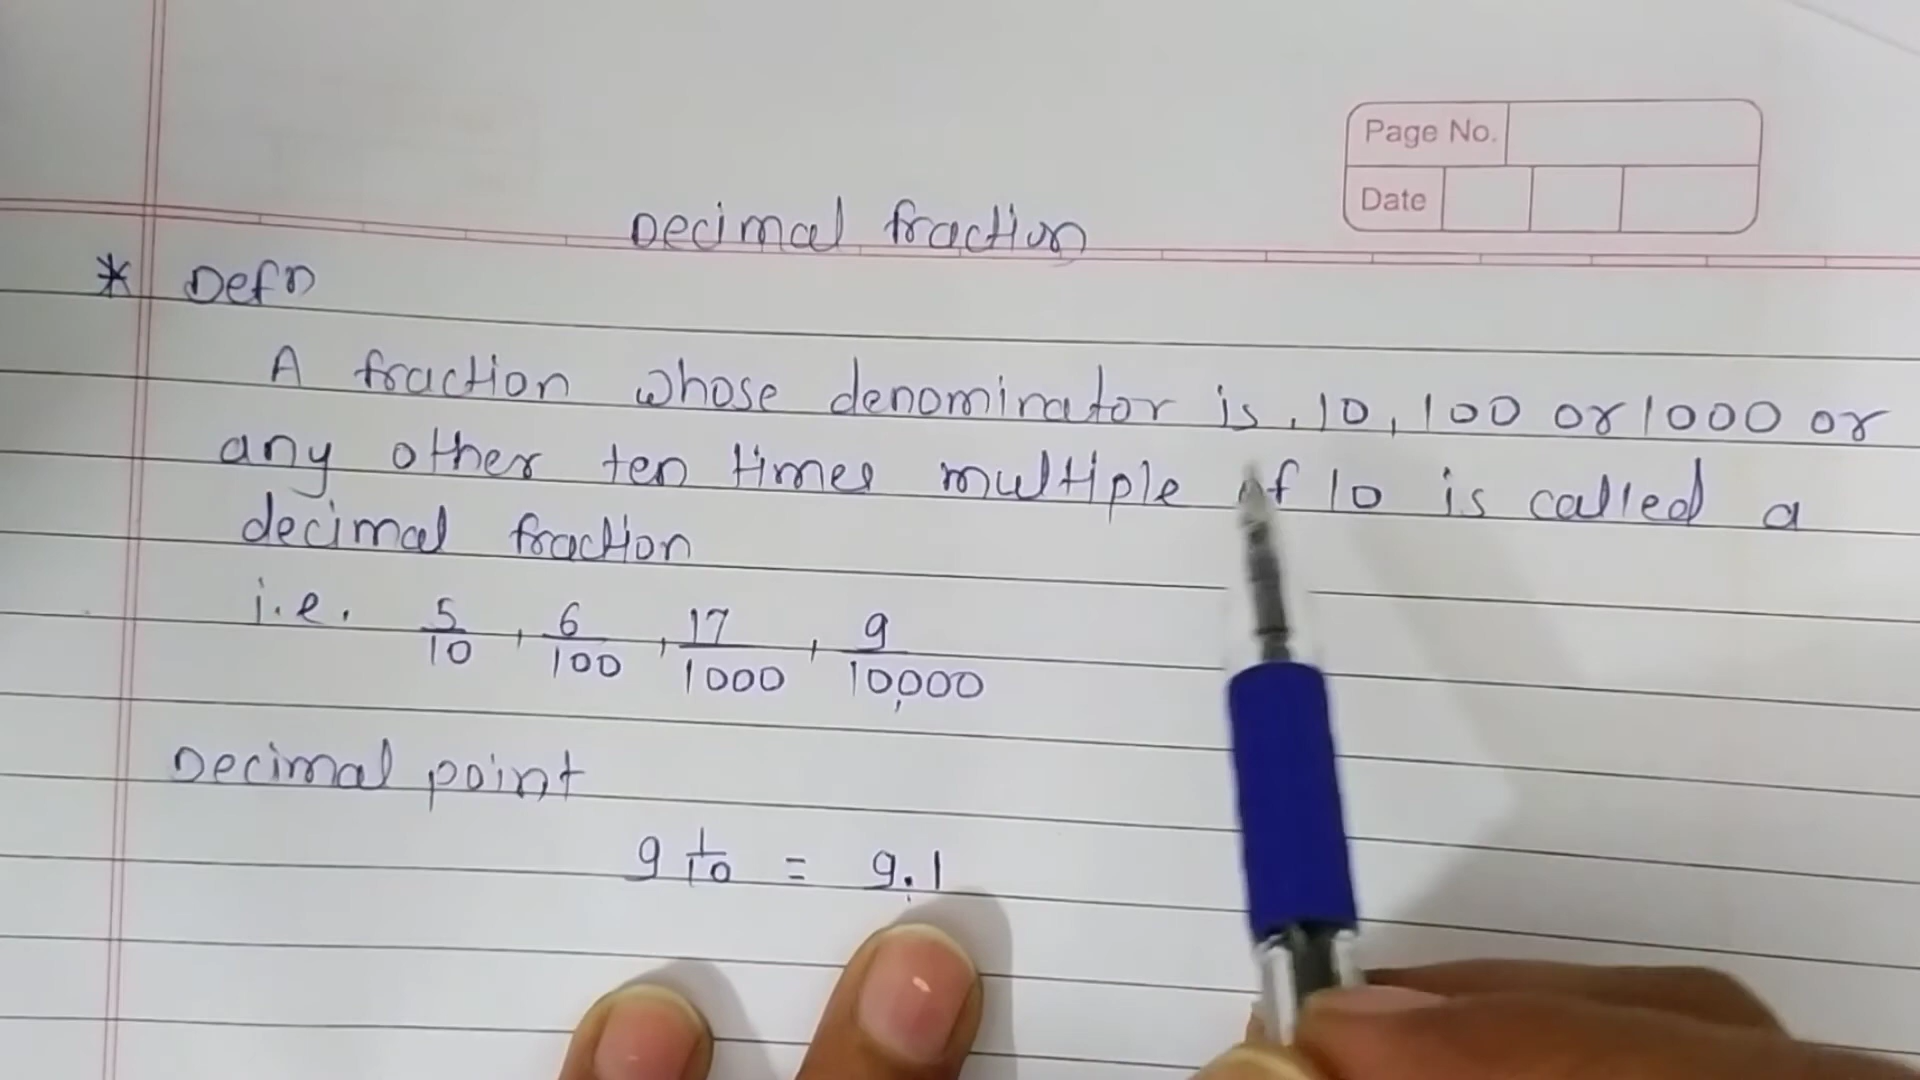 Page No.
Date
Decimal fraction
* Defn
A fraction whose denominator is 10, 100 or 1000 or
any other ten times multiple of 10 is called a
decimal fraction
i.e. 5/10, 6/100, 17/1000, 9/10,000
Decimal point
9 1/10 = 9.1